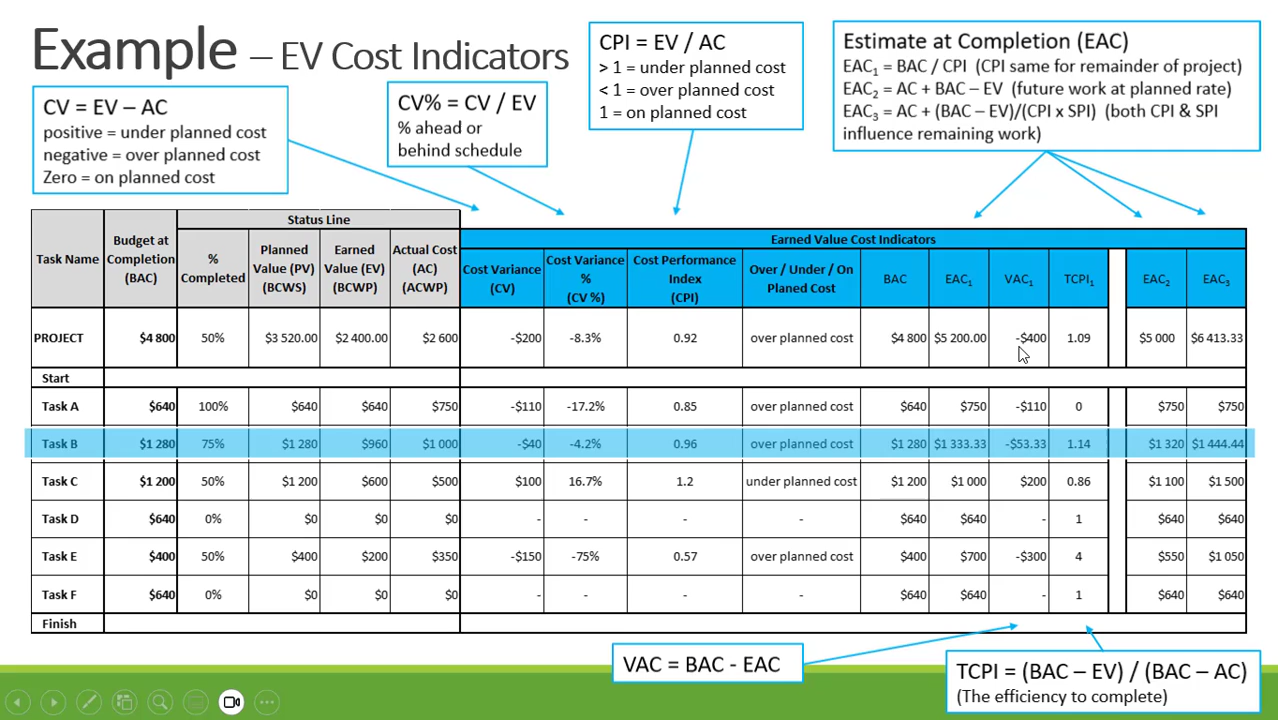 Example – EV Cost Indicators
CV = EV – AC
positive = under planned cost
negative = over planned cost
Zero = on planned cost
CV% = CV / EV
% ahead or
behind schedule
CPI = EV / AC
> 1 = under planned cost
< 1 = over planned cost
1 = on planned cost
Estimate at Completion (EAC)
EAC₁ = BAC / CPI (CPI same for remainder of project)
EAC₂ = AC + BAC – EV (future work at planned rate)
EAC₃ = AC + (BAC – EV)/(CPI x SPI) (both CPI & SPI
influence remaining work)
Task Name
Budget at
Completion
(BAC)
Status Line
%
Completed
Planned
Value (PV)
(BCWS)
Earned
Value (EV)
(BCWP)
Actual Cost
(AC)
(ACWP)
Earned Value Cost Indicators
Cost Variance
(CV)
Cost Variance
%
(CV %)
Cost Performance
Index
(CPI)
Over / Under / On
Planed Cost
BAC
EAC₁
VAC₁
TCPI₁
EAC₂
EAC₃
PROJECT $4 800 50% $3 520.00 $2 400.00 $2 600 -$200 -8.3% 0.92 over planned cost $4 800 $5 200.00 -$400 1.09 $5 000 $6 413.33
Start
Task A $640 100% $640 $640 $750 -$110 -17.2% 0.85 over planned cost $640 $750 -$110 0 $750 $750
Task B $1 280 75% $1 280 $960 $1 000 -$40 -4.2% 0.96 over planned cost $1 280 $1 333.33 -$53.33 1.14 $1 320 $1 444.44
Task C $1 200 50% $1 200 $600 $500 $100 16.7% 1.2 under planned cost $1 200 $1 000 $200 0.86 $1 100 $1 500
Task D $640 0% $0 $0 $0 - - - - $640 $640 - 1 $640 $640
Task E $400 50% $400 $200 $350 -$150 -75% 0.57 over planned cost $400 $700 -$300 4 $550 $1 050
Task F $640 0% $0 $0 $0 - - - - $640 $640 - 1 $640 $640
Finish
VAC = BAC - EAC
TCPI = (BAC – EV) / (BAC – AC)
(The efficiency to complete)